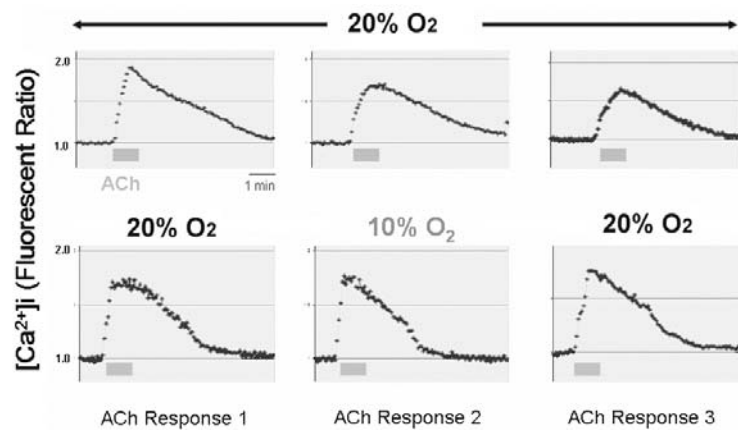 20% O₂
[Ca²⁺]i (Fluorescent Ratio)
2.0
1.0
ACh
1 min
20% O₂
10% O₂
20% O₂
2.0
1.0
ACh Response 1
ACh Response 2
ACh Response 3